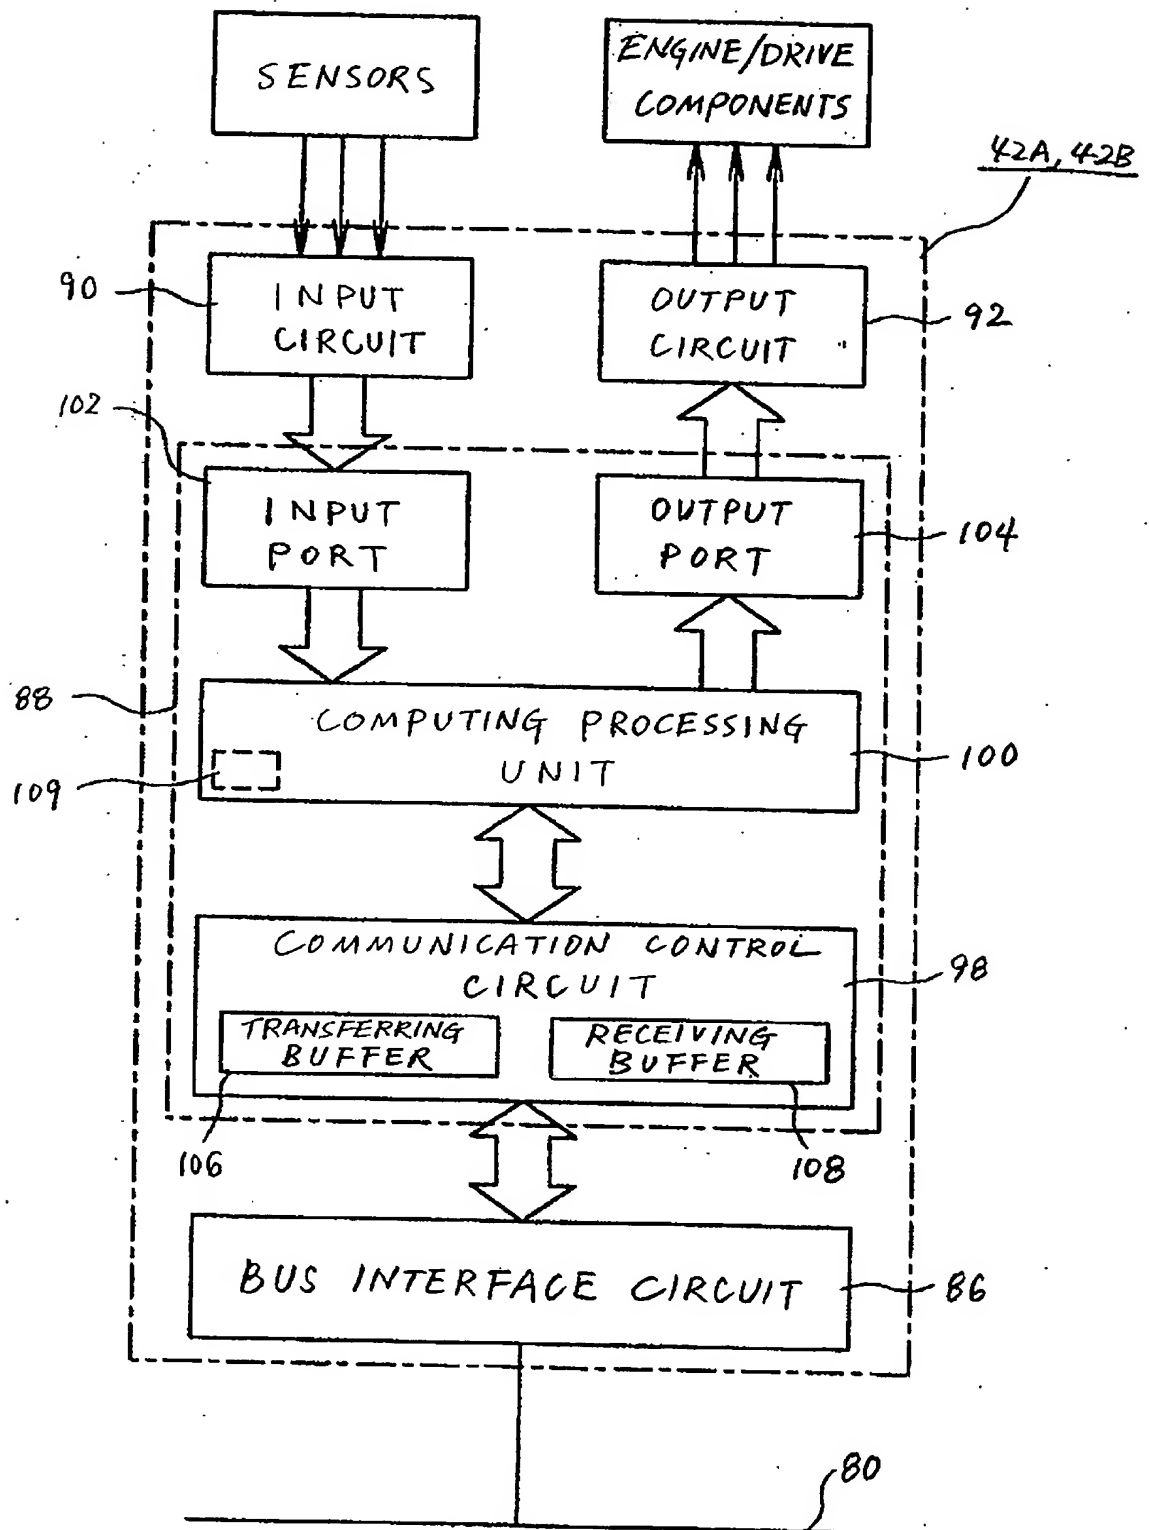 SENSORS
ENGINE/DRIVE
COMPONENTS
42A, 42B
90
INPUT
CIRCUIT
OUTPUT
CIRCUIT
92
102
INPUT
PORT
OUTPUT
PORT
104
88
COMPUTING PROCESSING
UNIT
100
109
COMMUNICATION CONTROL
CIRCUIT
98
TRANSFERRING
BUFFER
RECEIVING
BUFFER
106
108
BUS INTERFACE CIRCUIT
86
80